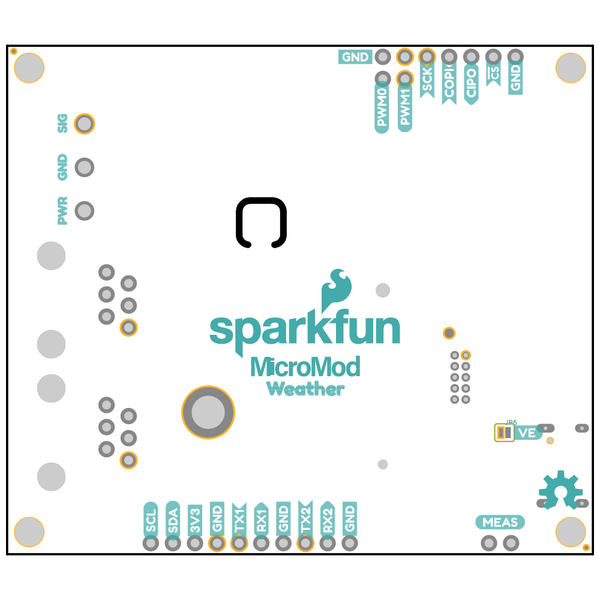 GND
PWM0 PWM1 SCK COPI CIPO CS GND
SIG
GND
PWR
sparkfun
MicroMod
Weather
JP6
VE
SCL SDA 3V3 GND TX1 RX1 GND TX2 RX2 GND
MEAS